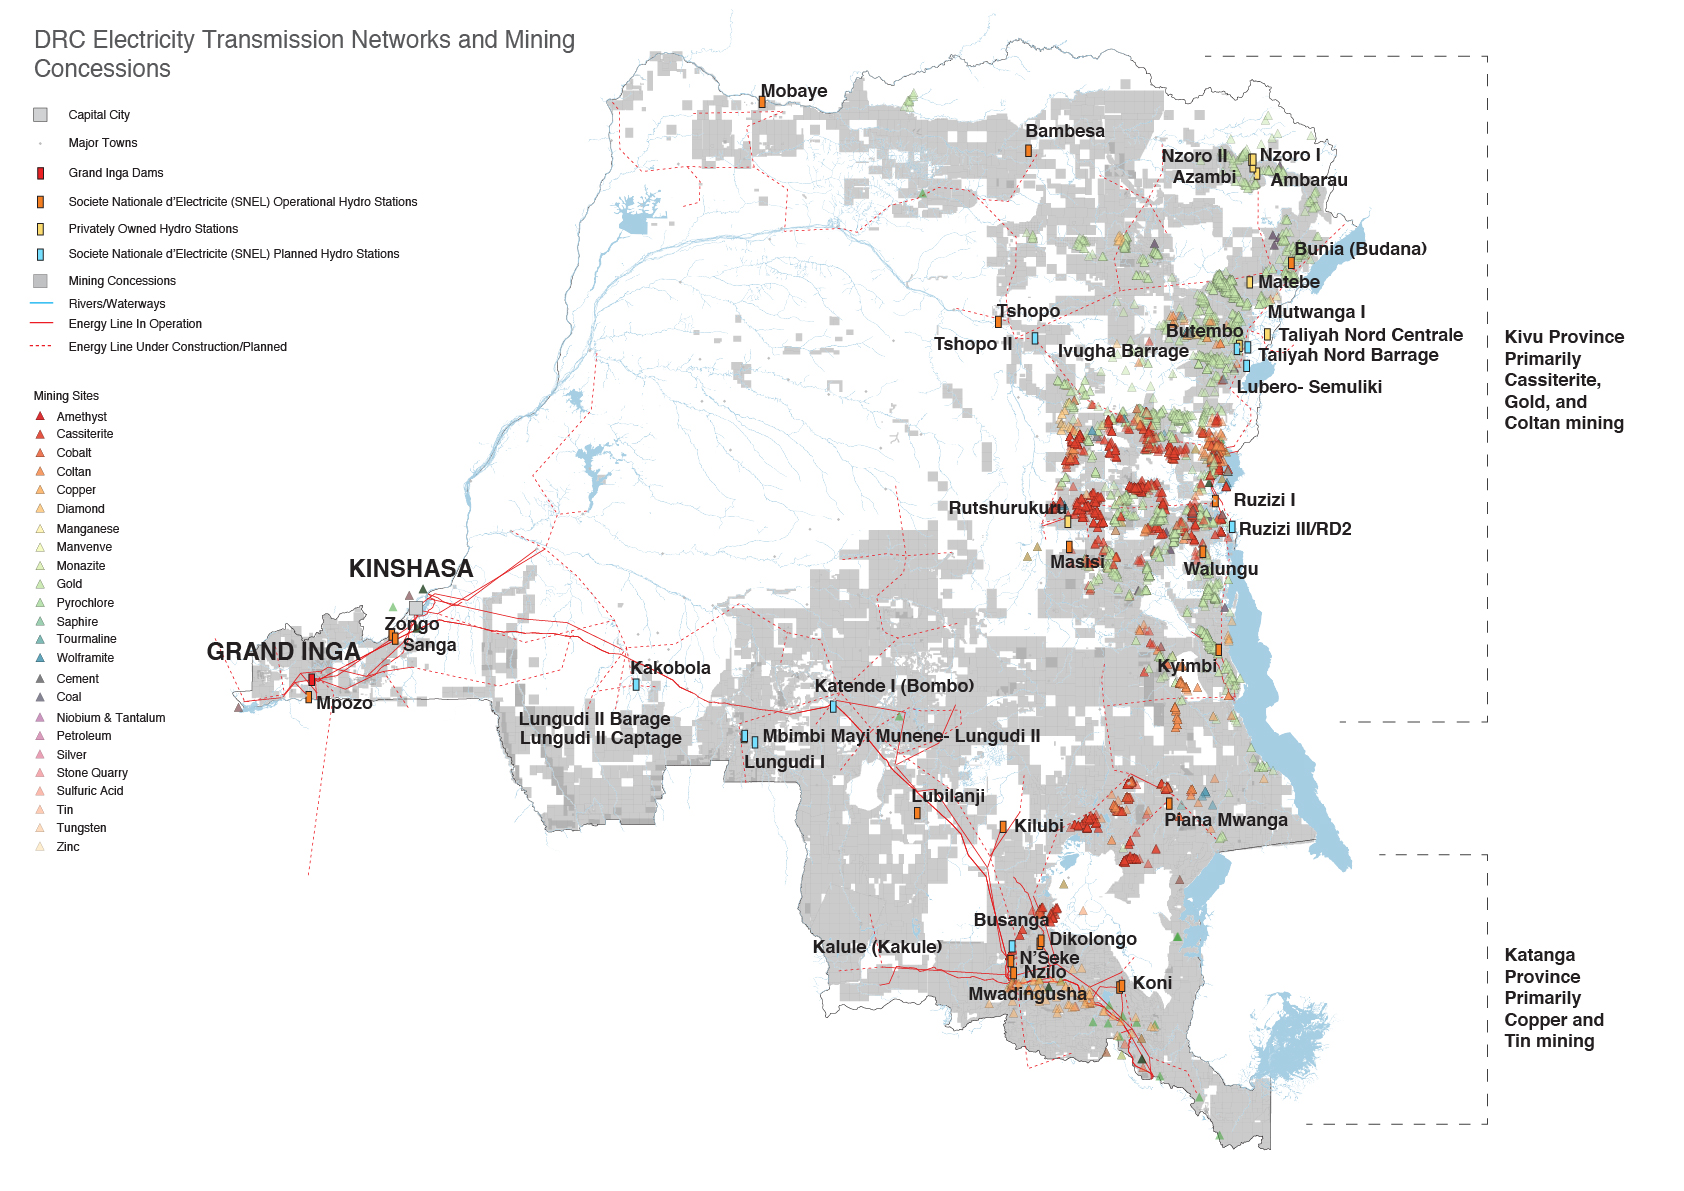 DRC Electricity Transmission Networks and Mining
Concessions
Capital City
Major Towns
Grand Inga Dams
Societe Nationale d'Electricite (SNEL) Operational Hydro Stations
Privately Owned Hydro Stations
Societe Nationale d'Electricite (SNEL) Planned Hydro Stations
Mining Concessions
Rivers/Waterways
Energy Line In Operation
Energy Line Under Construction/Planned
Mining Sites
Amethyst
Cassiterite
Cobalt
Coltan
Copper
Diamond
Manganese
Manvenve
Monazite
Gold
Pyrochlore
Saphire
Tourmaline
Wolframite
Cement
Coal
Niobium & Tantalum
Petroleum
Silver
Stone Quarry
Sulfuric Acid
Tin
Tungsten
Zinc
Mobaye
Bambesa
Nzoro II
Nzoro I
Azambi
Ambarau
Bunia (Budana)
Matebe
Mutwanga I
Tshopo
Butembo
Taliyah Nord Centrale
Tshopo II
Ivugha Barrage
Taliyah Nord Barrage
Lubero- Semuliki
Rutshurukuru
Ruzizi I
Ruzizi III/RD2
Masisi
Walungu
KINSHASA
Zongo
Sanga
GRAND INGA
Mpozo
Kakobola
Kyimbi
Katende I (Bombo)
Lungudi II Barage
Lungudi II Captage
Mbimbi Mayi Munene- Lungudi II
Lungudi I
Lubilanji
Kilubi
Piana Mwanga
Busanga
Dikolongo
Kalule (Kakule)
N'Seke
Nzilo
Mwadingusha
Koni
Kivu Province
Primarily
Cassiterite,
Gold, and
Coltan mining
Katanga
Province
Primarily
Copper and
Tin mining